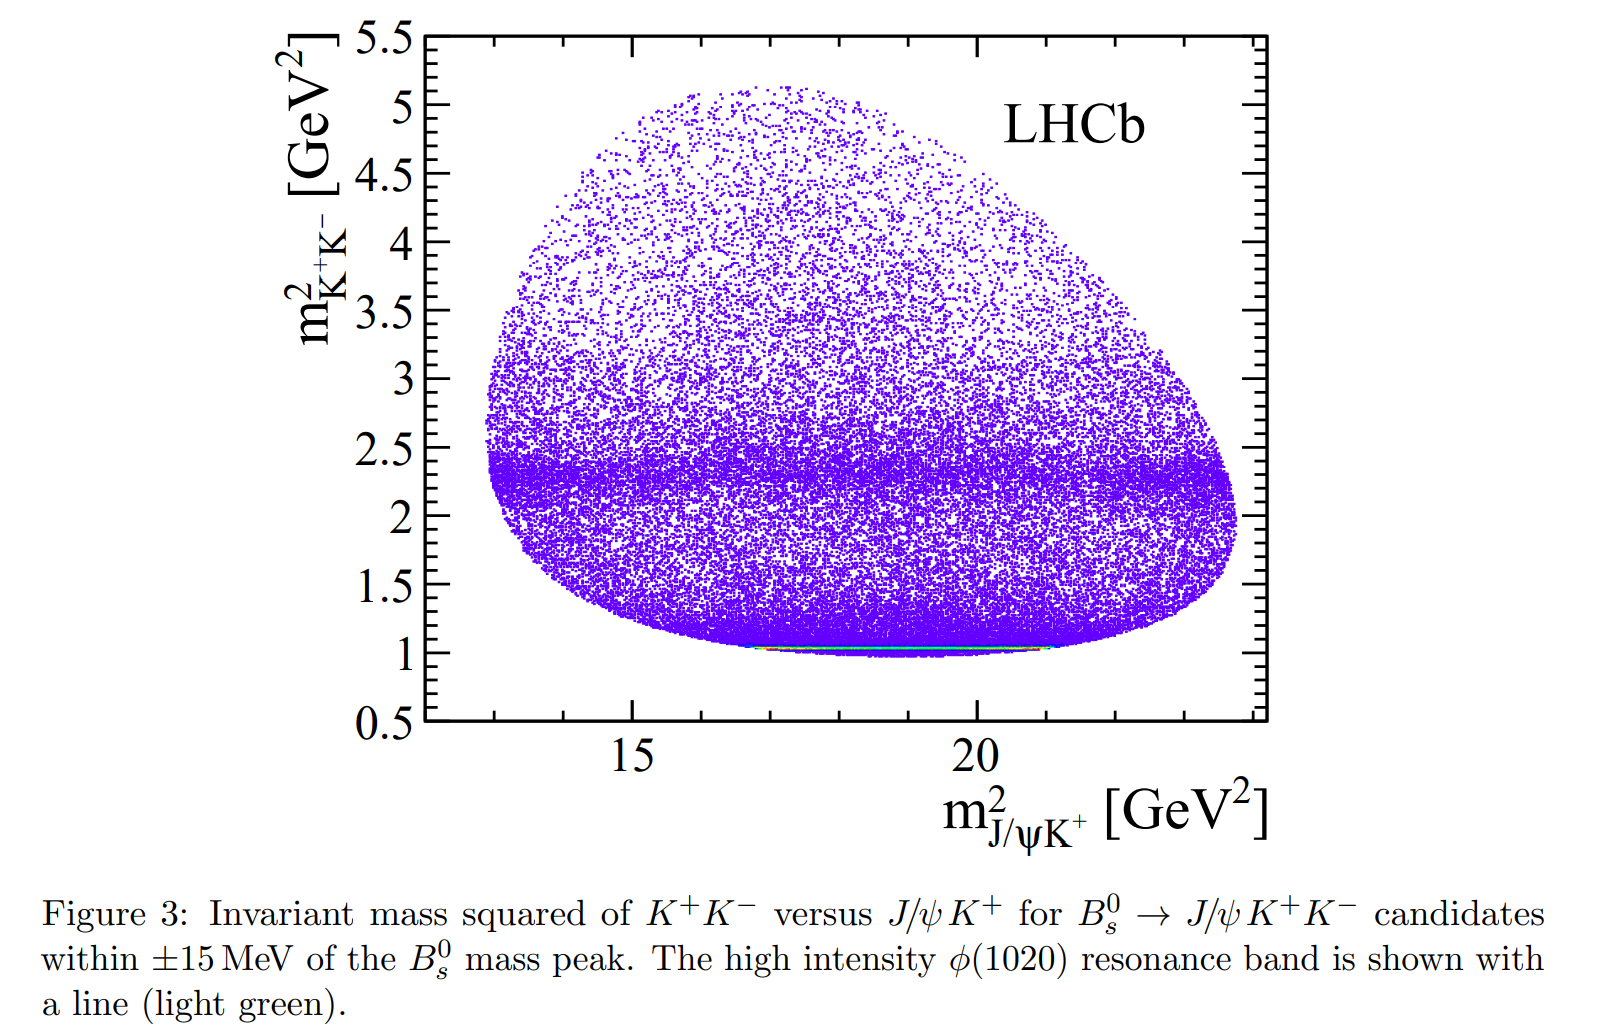 5.5
5
4.5
4
3.5
3
2.5
2
1.5
1
0.5
m²K⁺K⁻ [GeV²]
LHCb
15 20
m²J/ψK⁺ [GeV²]
Figure 3: Invariant mass squared of K⁺K⁻ versus J/ψ K⁺ for B⁰ₛ → J/ψ K⁺K⁻ candidates
within ±15 MeV of the B⁰ₛ mass peak. The high intensity ϕ(1020) resonance band is shown with
a line (light green).